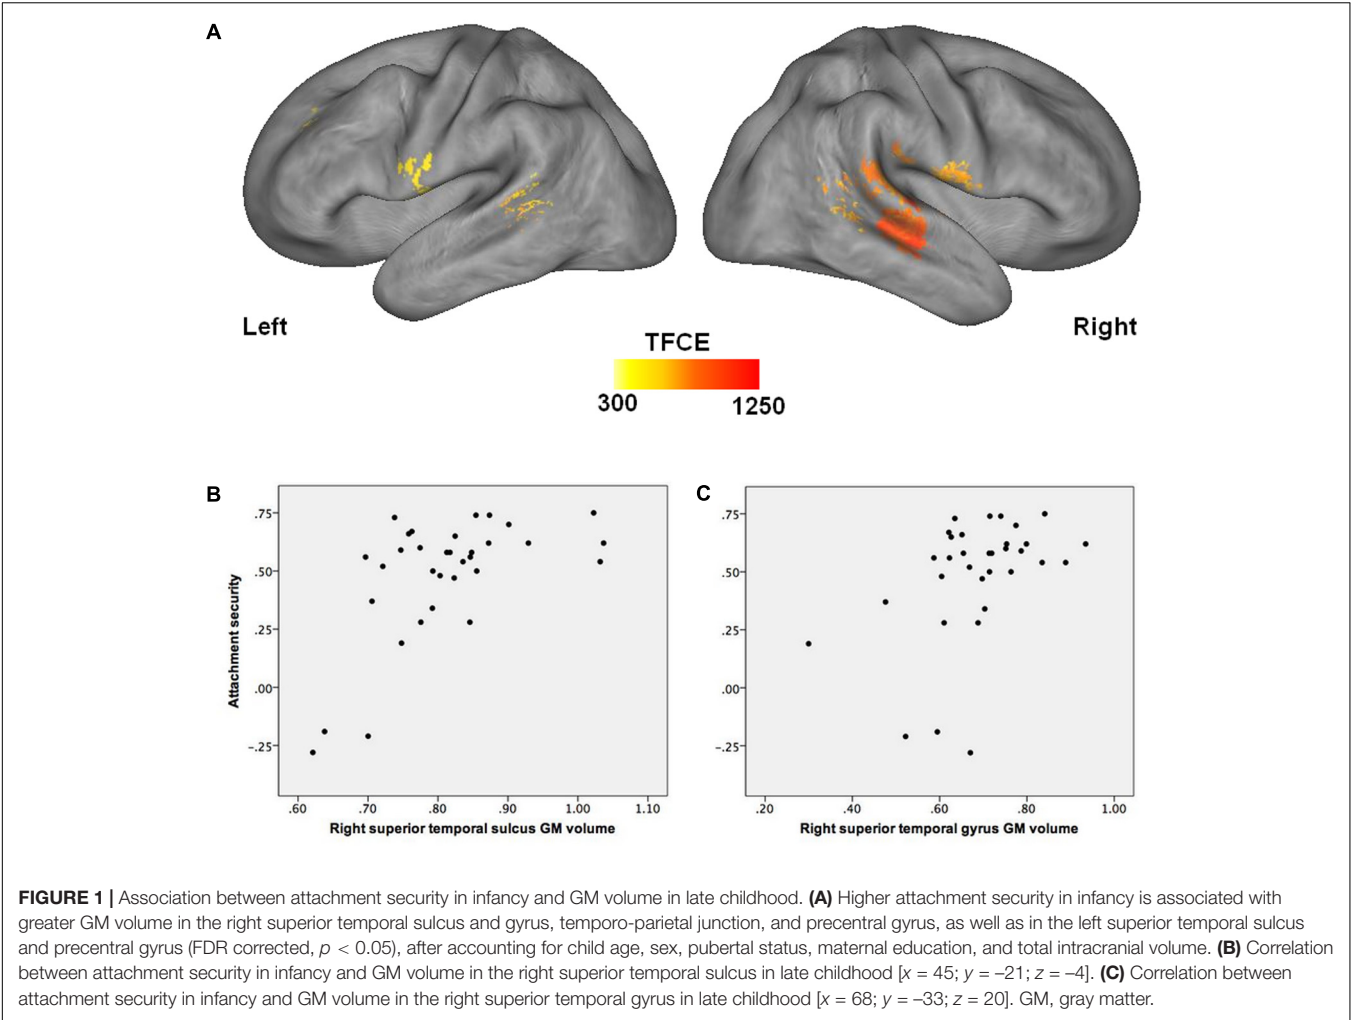 A
Left
Right
TFCE
300
1250
B
.75
.50
.25
.00
-.25
Attachment security
.60
.70
.80
.90
1.00
1.10
Right superior temporal sulcus GM volume
C
.75
.50
.25
.00
-.25
.20
.40
.60
.80
1.00
Right superior temporal gyrus GM volume
FIGURE 1 | Association between attachment security in infancy and GM volume in late childhood. (A) Higher attachment security in infancy is associated with
greater GM volume in the right superior temporal sulcus and gyrus, temporo-parietal junction, and precentral gyrus, as well as in the left superior temporal sulcus
and precentral gyrus (FDR corrected, p < 0.05), after accounting for child age, sex, pubertal status, maternal education, and total intracranial volume. (B) Correlation
between attachment security in infancy and GM volume in the right superior temporal sulcus in late childhood [x = 45; y = –21; z = –4]. (C) Correlation between
attachment security in infancy and GM volume in the right superior temporal gyrus in late childhood [x = 68; y = –33; z = 20]. GM, gray matter.